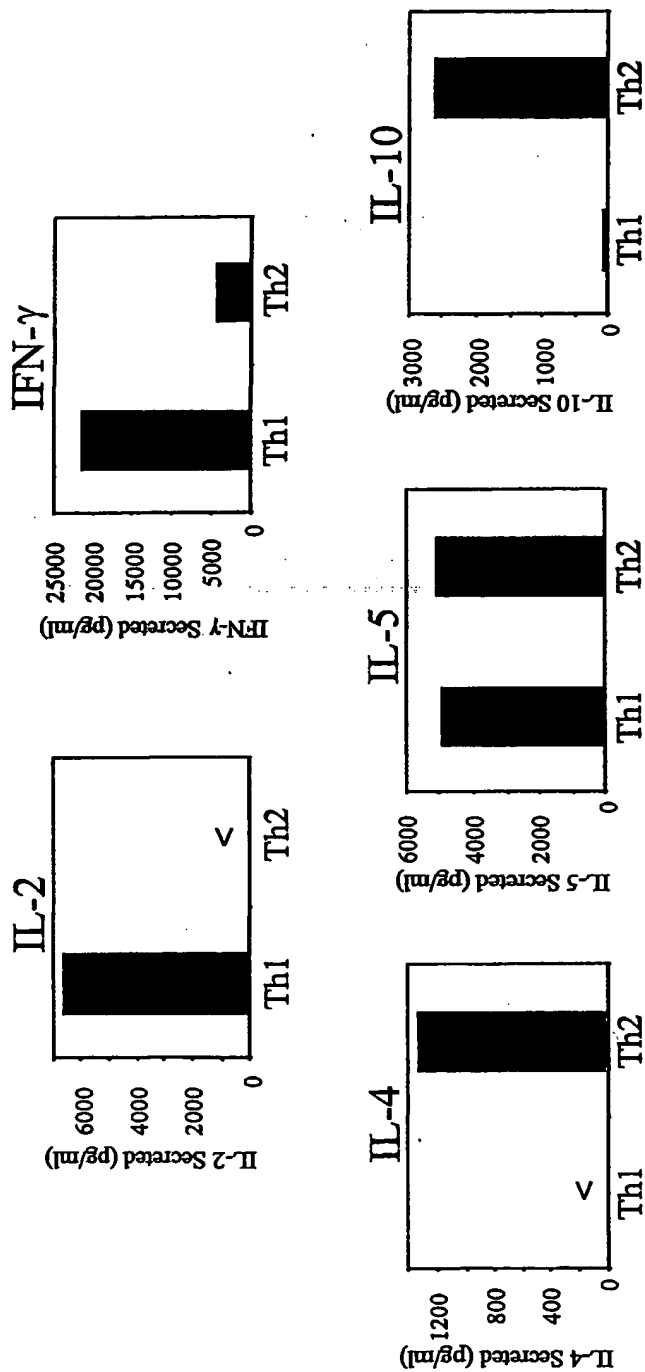 IL-2
IL-2 Secreted (pg/ml)
6000
4000
2000
0
<
Th1 Th2
IFN-γ
IFN-γ Secreted (pg/ml)
25000
20000
15000
10000
5000
0
Th1 Th2
IL-4
IL-4 Secreted (pg/ml)
1200
800
400
0
<
Th1 Th2
IL-5
IL-5 Secreted (pg/ml)
6000
4000
2000
0
Th1 Th2
IL-10
IL-10 Secreted (pg/ml)
3000
2000
1000
0
Th1 Th2